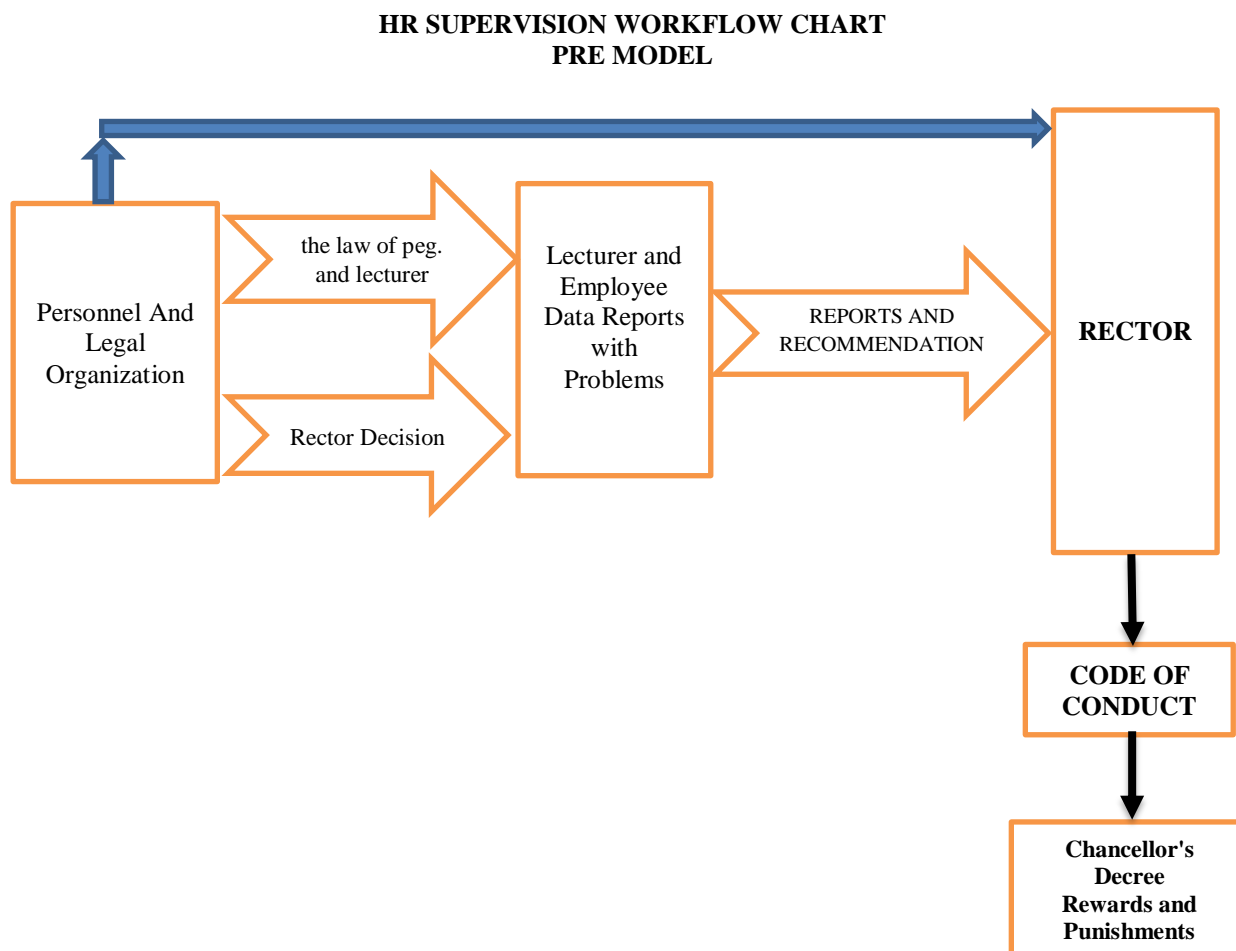 HR SUPERVISION WORKFLOW CHART
PRE MODEL
Personnel And
Legal
Organization
the law of peg.
and lecturer
Rector Decision
Lecturer and
Employee
Data Reports
with
Problems
REPORTS AND
RECOMMENDATION
RECTOR
CODE OF
CONDUCT
Chancellor's
Decree
Rewards and
Punishments